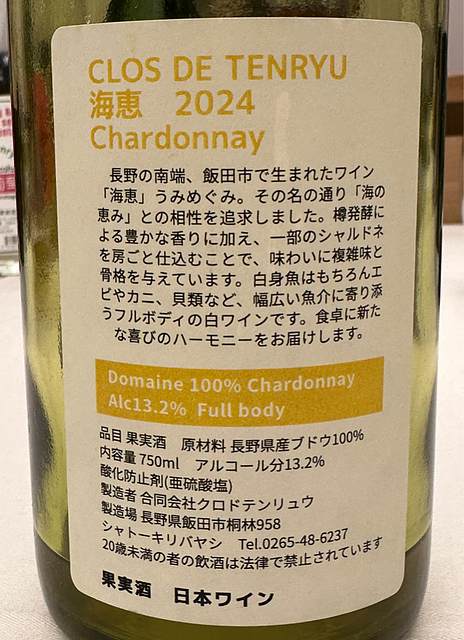 CLOS DE TENRYU
海恵 2024
Chardonnay
長野の南端、飯田市で生まれたワイン
「海恵」うみめぐみ。その名の通り「海の
恵み」との相性を追求しました。樽発酵に
よる豊かな香りに加え、一部のシャルドネ
を房ごと仕込むことで、味わいに複雑味と
骨格を与えています。白身魚はもちろんエ
ビやカニ、貝類など、幅広い魚介に寄り添
うフルボディの白ワインです。食卓に新た
な喜びのハーモニーをお届けします。
Domaine 100% Chardonnay
Alc13.2% Full body
品目 果実酒 原材料 長野県産ブドウ100%
内容量 750ml アルコール分13.2%
酸化防止剤(亜硫酸塩)
製造者 合同会社クロドテンリュウ
製造場 長野県飯田市桐林958
シャトーキリバヤシ Tel.0265-48-6237
20歳未満の者の飲酒は法律で禁止されています
果実酒 日本ワイン